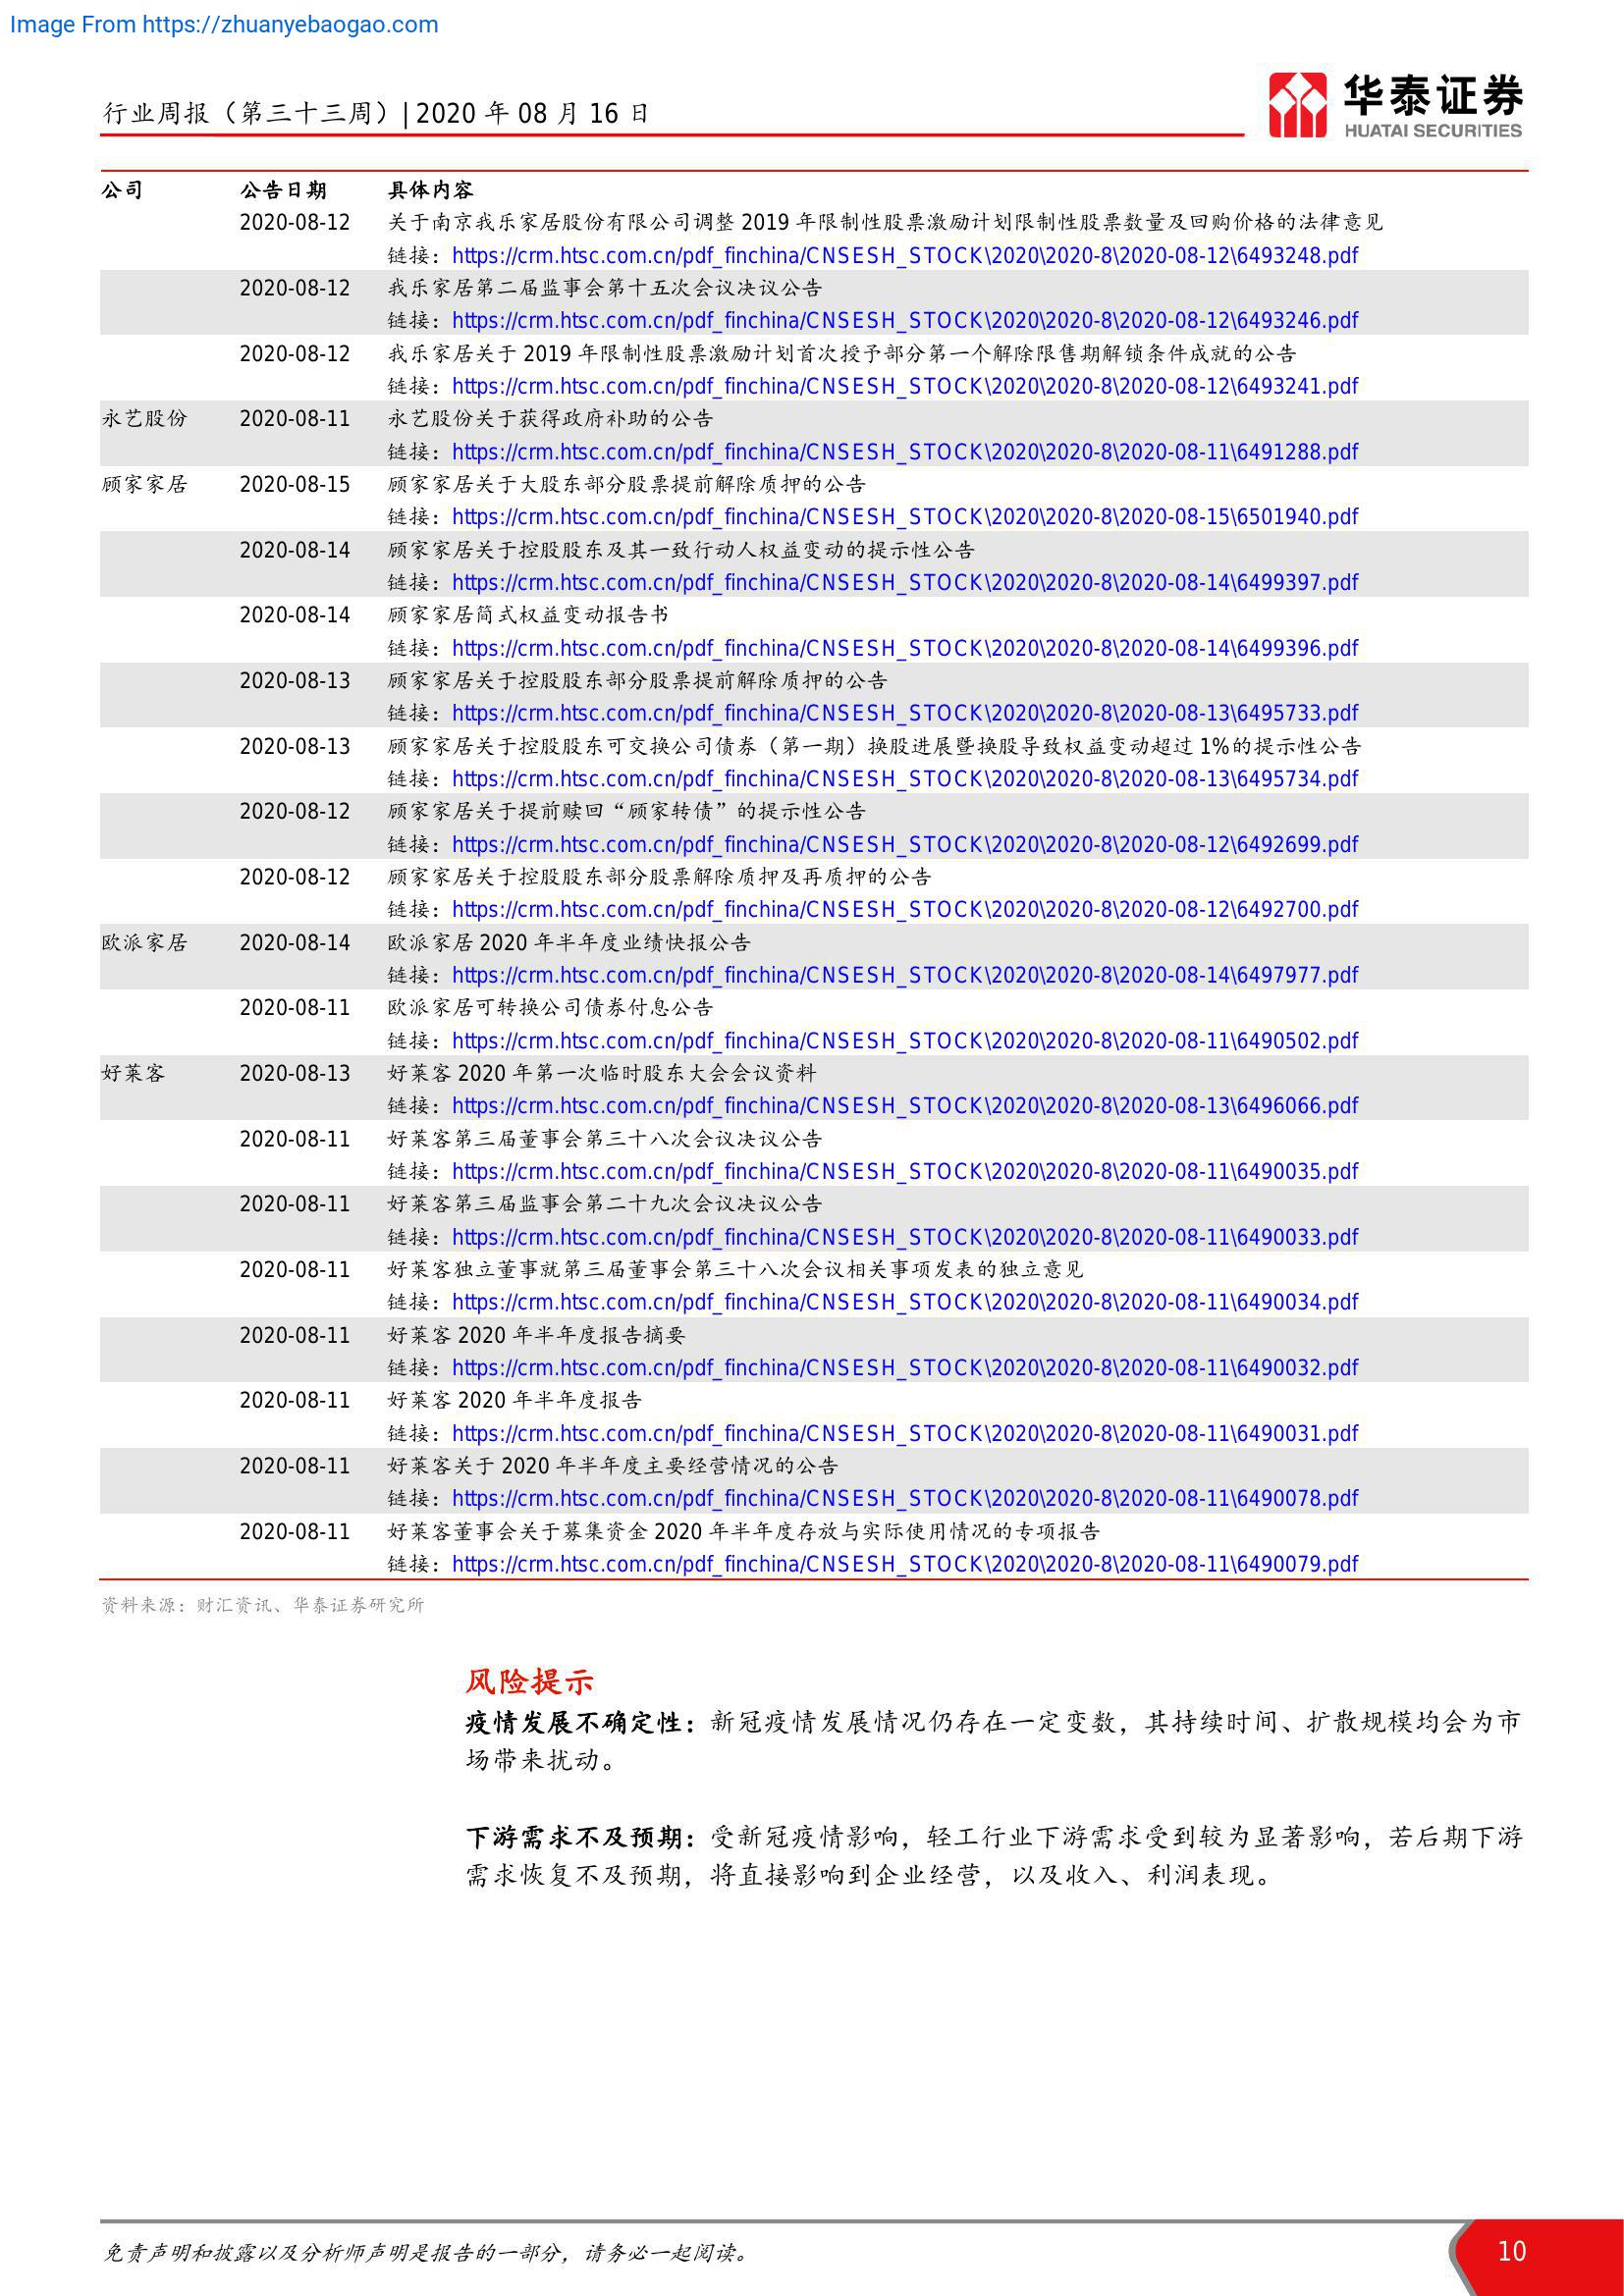 Image From https://zhuanyebaogao.com
行业周报（第三十三周）| 2020 年 08 月 16 日
华泰证券
HUATAI SECURITIES
公司 公告日期 具体内容
2020-08-12 关于南京我乐家居股份有限公司调整 2019 年限制性股票激励计划限制性股票数量及回购价格的法律意见
链接：https://crm.htsc.com.cn/pdf_finchina/CNSESH_STOCK\2020\2020-8\2020-08-12\6493248.pdf
2020-08-12 我乐家居第二届监事会第十五次会议决议公告
链接：https://crm.htsc.com.cn/pdf_finchina/CNSESH_STOCK\2020\2020-8\2020-08-12\6493246.pdf
2020-08-12 我乐家居关于 2019 年限制性股票激励计划首次授予部分第一个解除限售期解锁条件成就的公告
链接：https://crm.htsc.com.cn/pdf_finchina/CNSESH_STOCK\2020\2020-8\2020-08-12\6493241.pdf
永艺股份 2020-08-11 永艺股份关于获得政府补助的公告
链接：https://crm.htsc.com.cn/pdf_finchina/CNSESH_STOCK\2020\2020-8\2020-08-11\6491288.pdf
顾家家居 2020-08-15 顾家家居关于大股东部分股票提前解除质押的公告
链接：https://crm.htsc.com.cn/pdf_finchina/CNSESH_STOCK\2020\2020-8\2020-08-15\6501940.pdf
2020-08-14 顾家家居关于控股股东及其一致行动人权益变动的提示性公告
链接：https://crm.htsc.com.cn/pdf_finchina/CNSESH_STOCK\2020\2020-8\2020-08-14\6499397.pdf
2020-08-14 顾家家居简式权益变动报告书
链接：https://crm.htsc.com.cn/pdf_finchina/CNSESH_STOCK\2020\2020-8\2020-08-14\6499396.pdf
2020-08-13 顾家家居关于控股股东部分股票提前解除质押的公告
链接：https://crm.htsc.com.cn/pdf_finchina/CNSESH_STOCK\2020\2020-8\2020-08-13\6495733.pdf
2020-08-13 顾家家居关于控股股东可交换公司债券（第一期）换股进展暨换股导致权益变动超过 1%的提示性公告
链接：https://crm.htsc.com.cn/pdf_finchina/CNSESH_STOCK\2020\2020-8\2020-08-13\6495734.pdf
2020-08-12 顾家家居关于提前赎回“顾家转债”的提示性公告
链接：https://crm.htsc.com.cn/pdf_finchina/CNSESH_STOCK\2020\2020-8\2020-08-12\6492699.pdf
2020-08-12 顾家家居关于控股股东部分股票解除质押及再质押的公告
链接：https://crm.htsc.com.cn/pdf_finchina/CNSESH_STOCK\2020\2020-8\2020-08-12\6492700.pdf
欧派家居 2020-08-14 欧派家居 2020 年半年度业绩快报公告
链接：https://crm.htsc.com.cn/pdf_finchina/CNSESH_STOCK\2020\2020-8\2020-08-14\6497977.pdf
2020-08-11 欧派家居可转换公司债券付息公告
链接：https://crm.htsc.com.cn/pdf_finchina/CNSESH_STOCK\2020\2020-8\2020-08-11\6490502.pdf
好莱客 2020-08-13 好莱客 2020 年第一次临时股东大会会议资料
链接：https://crm.htsc.com.cn/pdf_finchina/CNSESH_STOCK\2020\2020-8\2020-08-13\6496066.pdf
2020-08-11 好莱客第三届董事会第三十八次会议决议公告
链接：https://crm.htsc.com.cn/pdf_finchina/CNSESH_STOCK\2020\2020-8\2020-08-11\6490035.pdf
2020-08-11 好莱客第三届监事会第二十九次会议决议公告
链接：https://crm.htsc.com.cn/pdf_finchina/CNSESH_STOCK\2020\2020-8\2020-08-11\6490033.pdf
2020-08-11 好莱客独立董事就第三届董事会第三十八次会议相关事项发表的独立意见
链接：https://crm.htsc.com.cn/pdf_finchina/CNSESH_STOCK\2020\2020-8\2020-08-11\6490034.pdf
2020-08-11 好莱客 2020 年半年度报告摘要
链接：https://crm.htsc.com.cn/pdf_finchina/CNSESH_STOCK\2020\2020-8\2020-08-11\6490032.pdf
2020-08-11 好莱客 2020 年半年度报告
链接：https://crm.htsc.com.cn/pdf_finchina/CNSESH_STOCK\2020\2020-8\2020-08-11\6490031.pdf
2020-08-11 好莱客关于 2020 年半年度主要经营情况的公告
链接：https://crm.htsc.com.cn/pdf_finchina/CNSESH_STOCK\2020\2020-8\2020-08-11\6490078.pdf
2020-08-11 好莱客董事会关于募集资金 2020 年半年度存放与实际使用情况的专项报告
链接：https://crm.htsc.com.cn/pdf_finchina/CNSESH_STOCK\2020\2020-8\2020-08-11\6490079.pdf
资料来源：财汇资讯、华泰证券研究所
风险提示
疫情发展不确定性：新冠疫情发展情况仍存在一定变数，其持续时间、扩散规模均会为市
场带来扰动。
下游需求不及预期：受新冠疫情影响，轻工行业下游需求受到较为显著影响，若后期下游
需求恢复不及预期，将直接影响到企业经营，以及收入、利润表现。
免责声明和披露以及分析师声明是报告的一部分，请务必一起阅读。
10